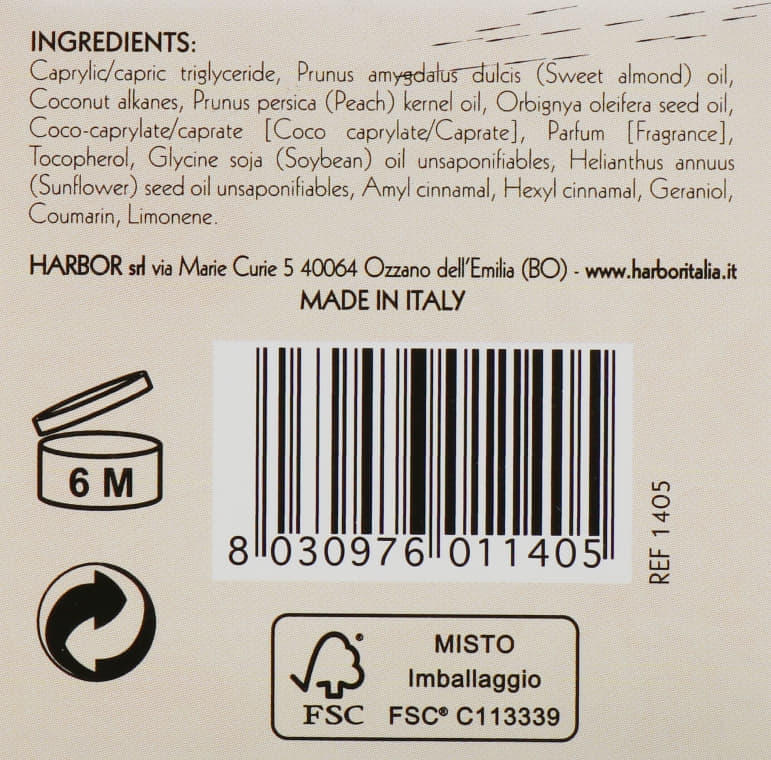 INGREDIENTS:
Caprylic/capric triglyceride, Prunus amygdalus dulcis (Sweet almond) oil,
Coconut alkanes, Prunus persica (Peach) kernel oil, Orbignya oleifera seed oil,
Coco-caprylate/caprate [Coco caprylate/Caprate], Parfum [Fragrance],
Tocopherol, Glycine soja (Soybean) oil unsaponifiables, Helianthus annuus
(Sunflower) seed oil unsaponifiables, Amyl cinnamal, Hexyl cinnamal, Geraniol,
Coumarin, Limonene.
HARBOR srl via Marie Curie 5 40064 Ozzano dell'Emilia (BO) - www.harboritalia.it
MADE IN ITALY
6 M
8 030976 011405
REF 1405
MISTO
Imballaggio
FSC FSC® C113339